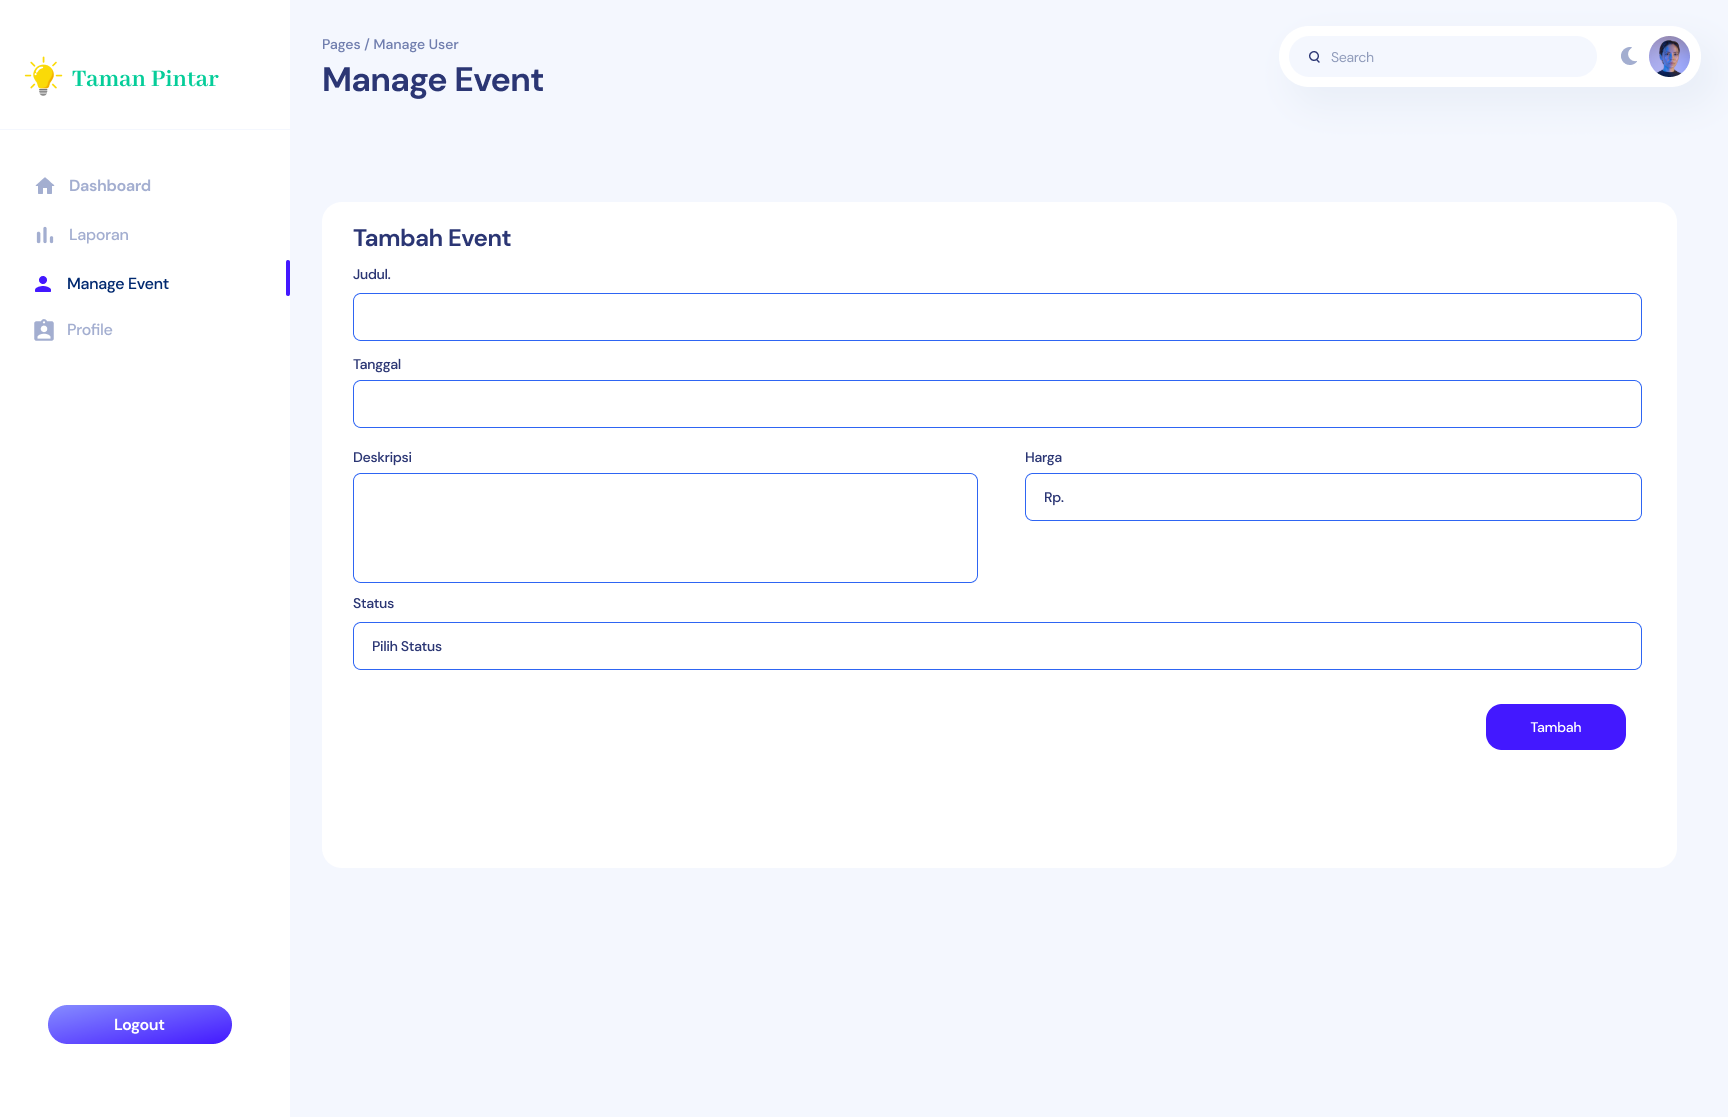 Taman Pintar
Dashboard
Laporan
Manage Event
Profile
Logout
Pages / Manage User
Manage Event
Search
Tambah Event
Judul.
Tanggal
Deskripsi
Harga
Rp.
Status
Pilih Status
Tambah